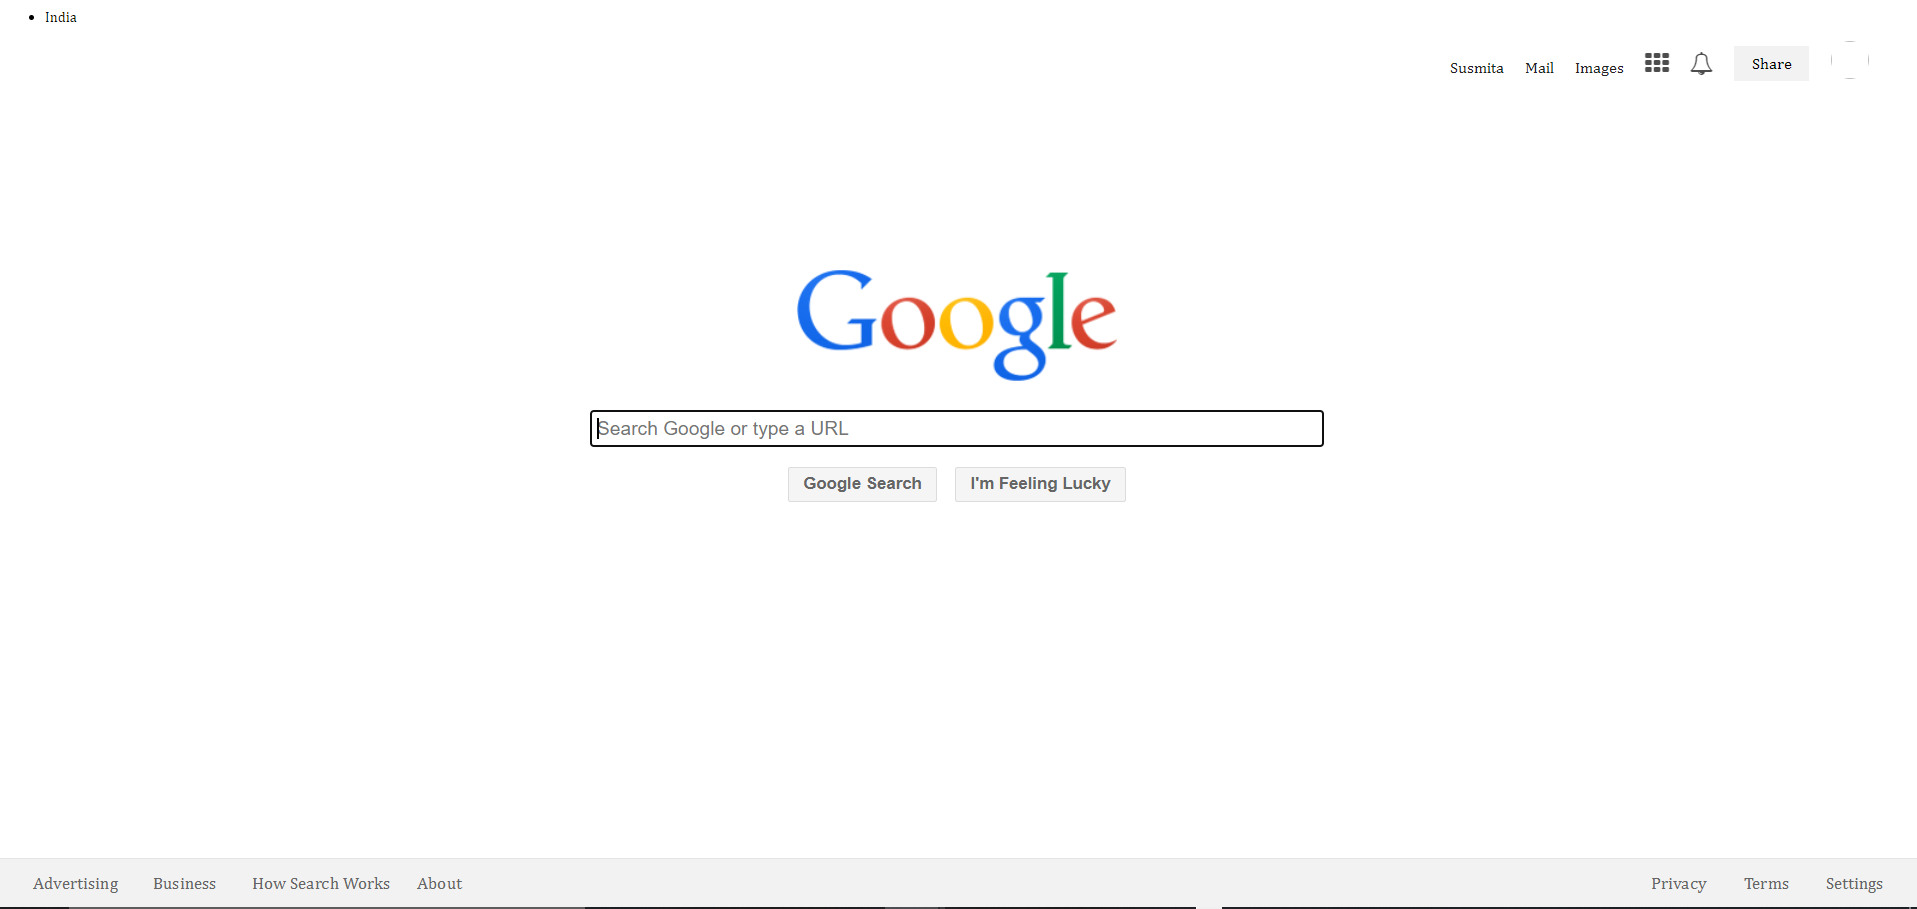 India
Susmita Mail Images Share
Google
Search Google or type a URL
Google Search I'm Feeling Lucky
Advertising Business How Search Works About Privacy Terms Settings